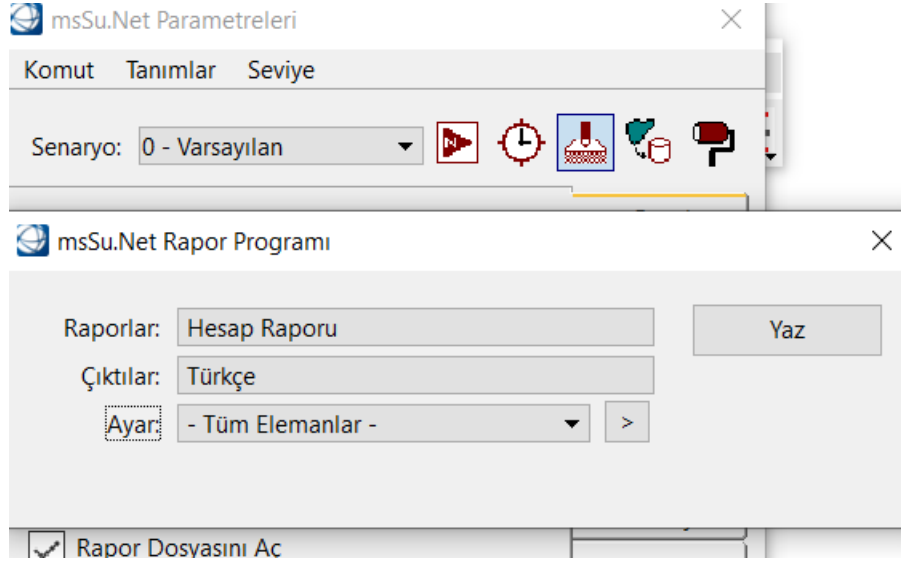 msSu.Net Parametreleri
Komut Tanımlar Seviye
Senaryo: 0 - Varsayılan
msSu.Net Rapor Programı
Raporlar: Hesap Raporu
Yaz
Çıktılar: Türkçe
Ayar: - Tüm Elemanlar -
>
Rapor Dosyasını Aç